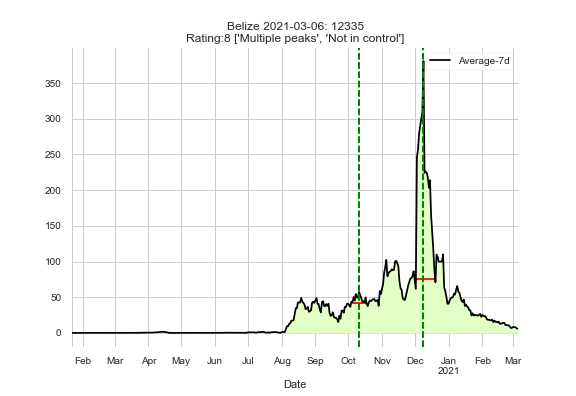 Belize 2021-03-06: 12335
Rating:8 ['Multiple peaks', 'Not in control']
Average-7d
350
300
250
200
150
100
50
0
Feb Mar Apr May Jun Jul Aug Sep Oct Nov Dec Jan Feb Mar
2021
Date